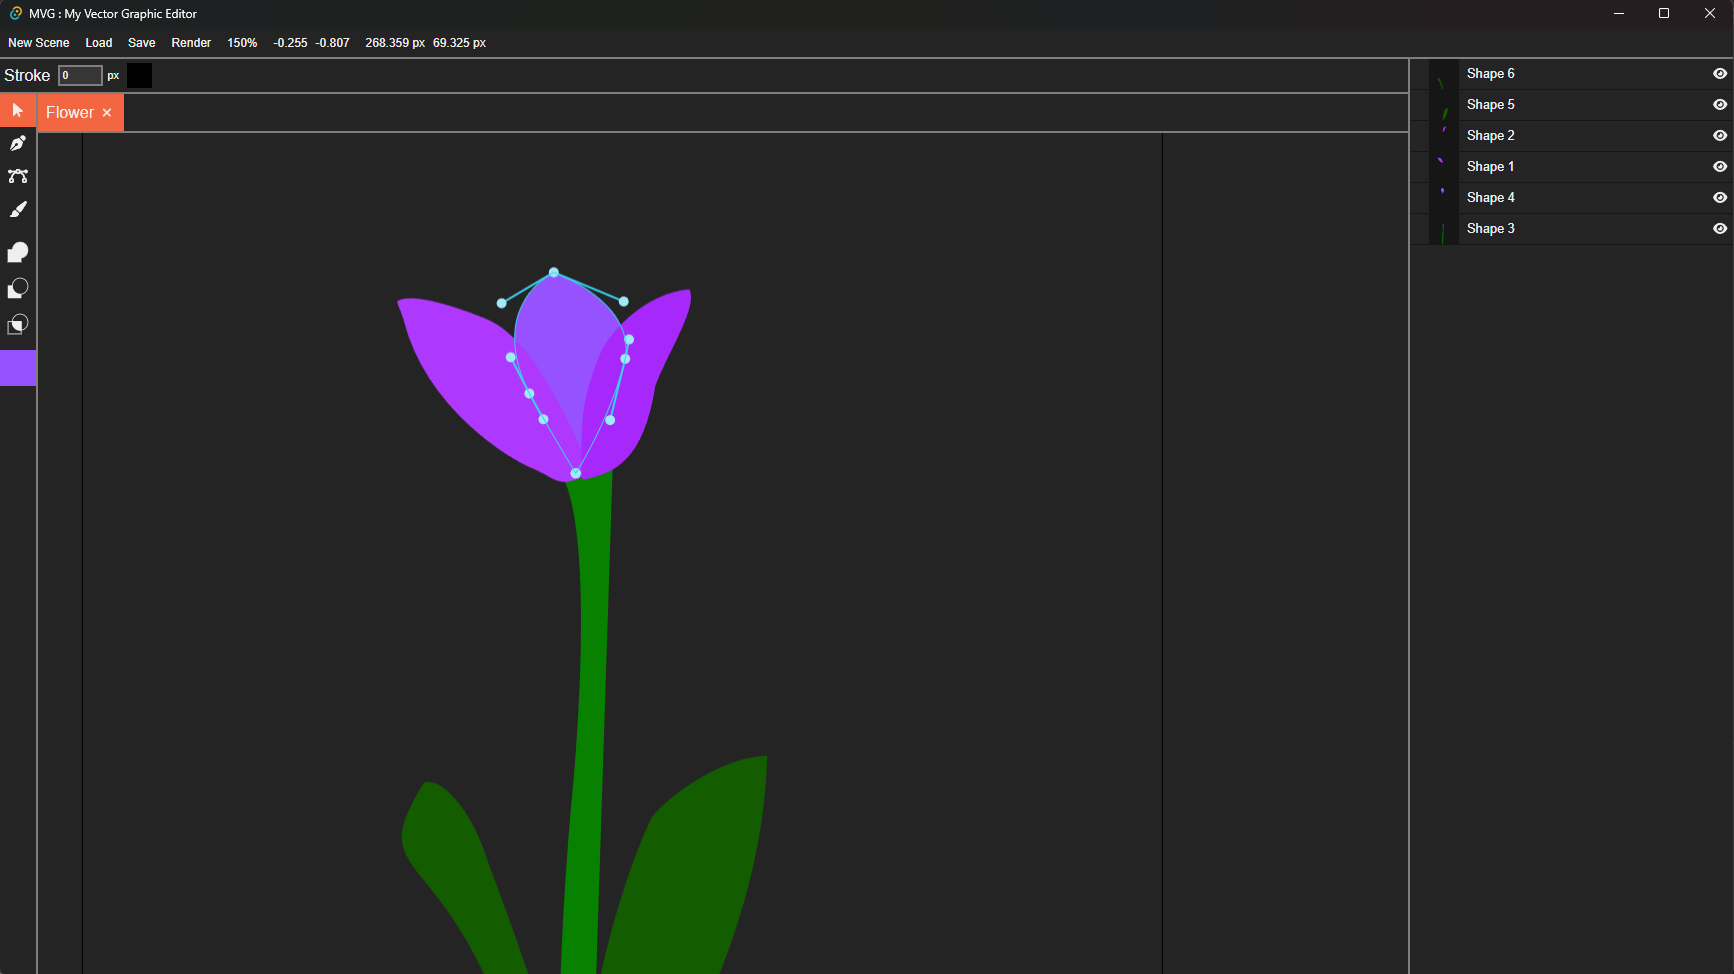 MVG : My Vector Graphic Editor
New Scene Load Save Render 150% -0.255 -0.807 268.359 px 69.325 px
Stroke 0 px
Flower ×
Shape 6
Shape 5
Shape 2
Shape 1
Shape 4
Shape 3